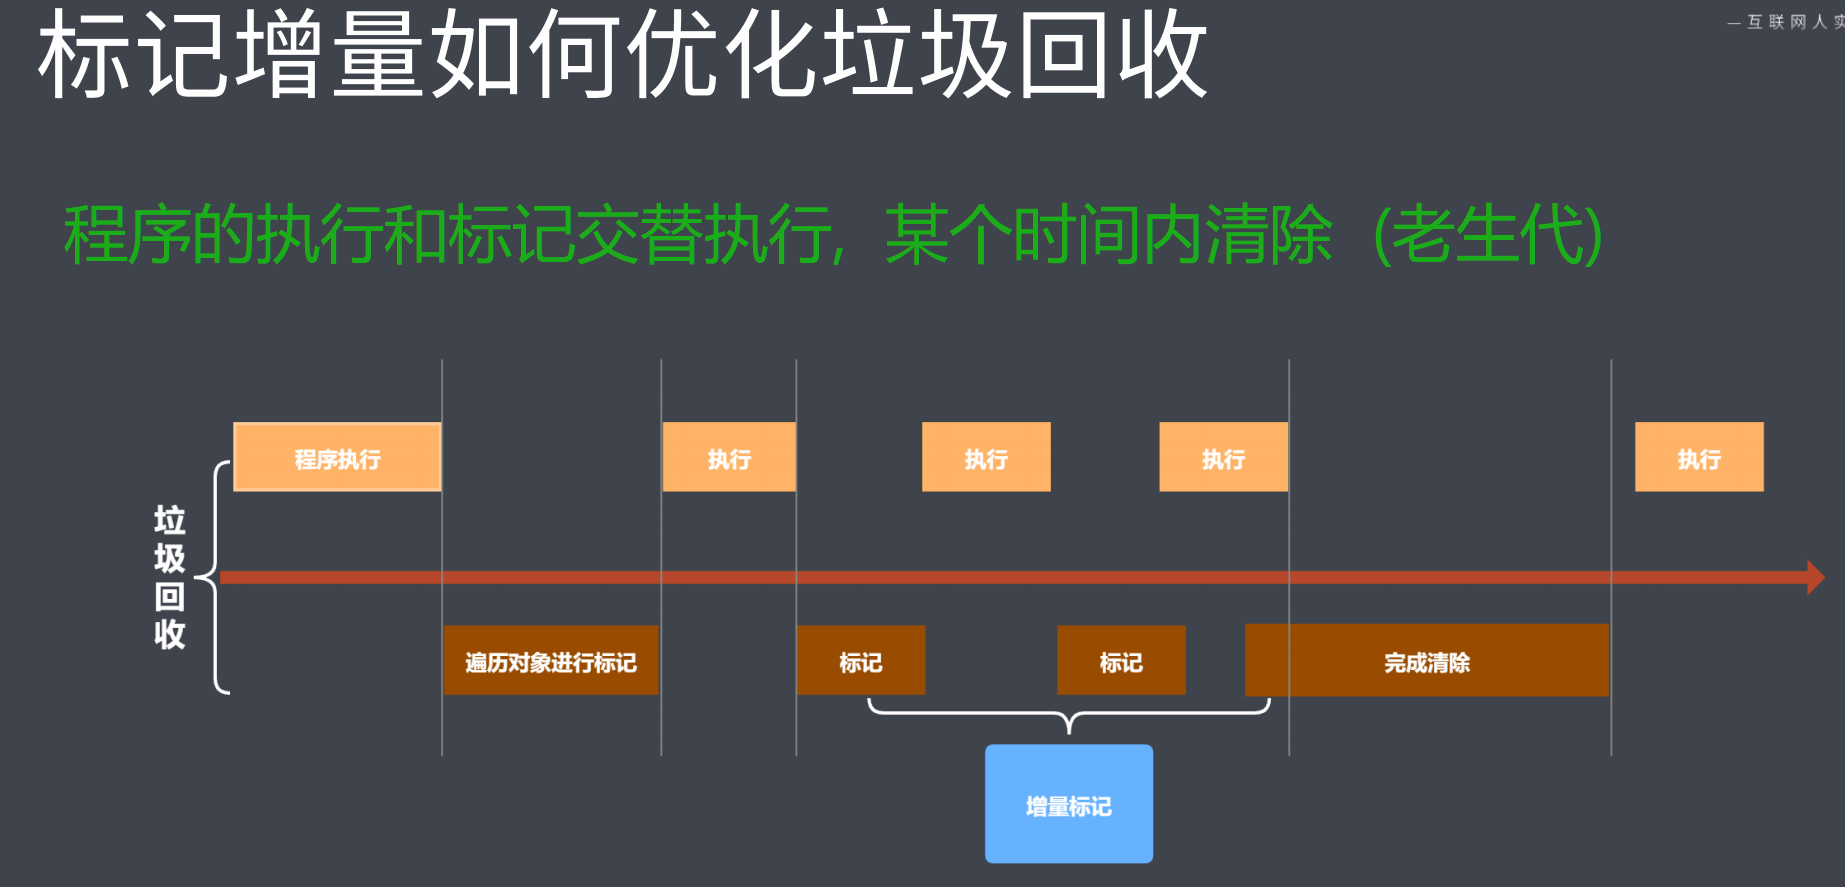 标记增量如何优化垃圾回收
— 互联网人实
程序的执行和标记交替执行，某个时间内清除（老生代）
程序执行
执行
执行
执行
执行
垃圾回收
遍历对象进行标记
标记
标记
完成清除
增量标记